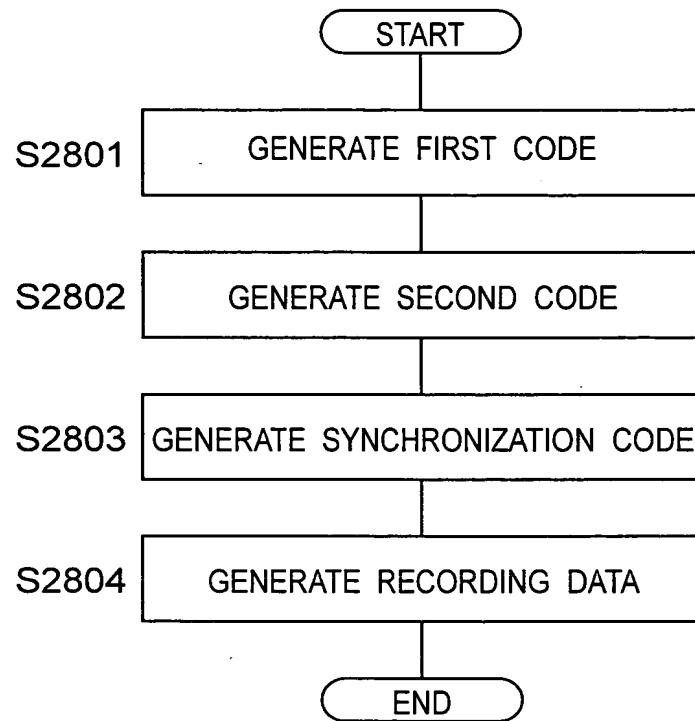 START
S2801 GENERATE FIRST CODE
S2802 GENERATE SECOND CODE
S2803 GENERATE SYNCHRONIZATION CODE
S2804 GENERATE RECORDING DATA
END